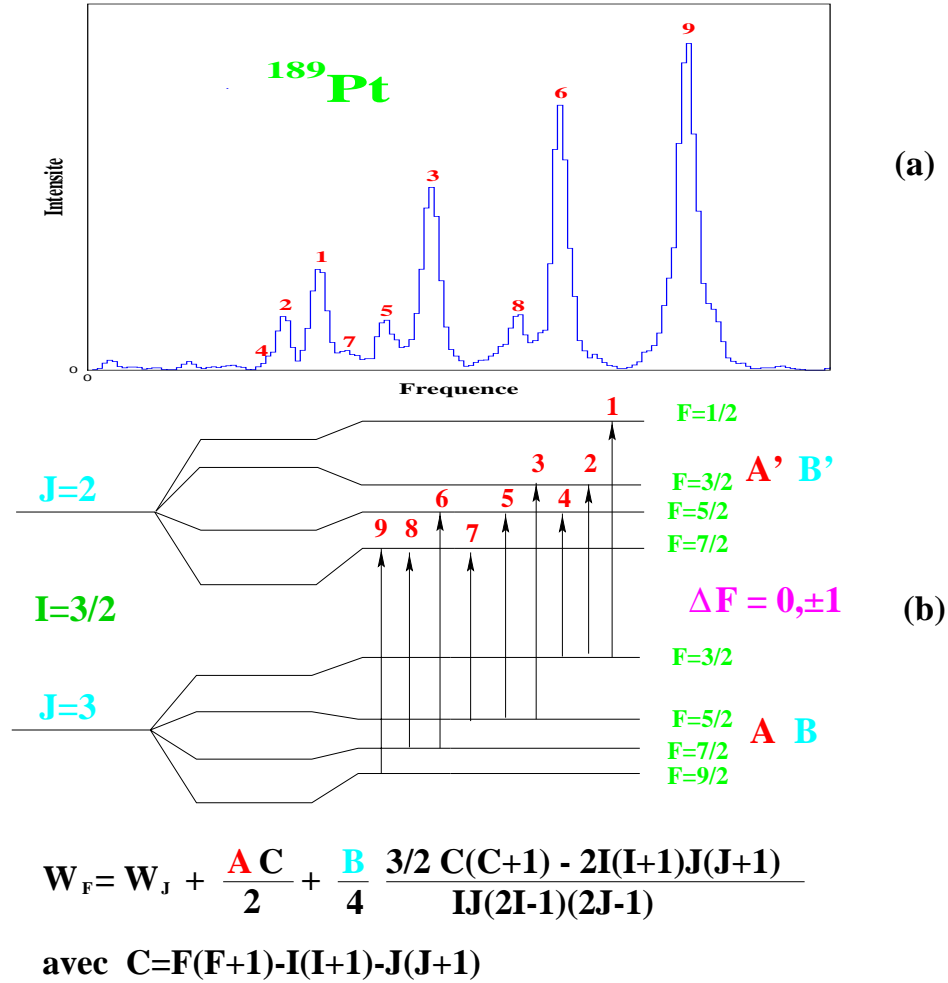 ¹⁸⁹Pt
9
6
3
1
2
8
5
7
4
Intensite
(a)
0
0
Frequence
1
F=1/2
J=2
3
2
F=3/2
A’ B’
6
5
4
F=5/2
9
8
7
F=7/2
I=3/2
ΔF = 0,±1
(b)
F=3/2
J=3
F=5/2
A B
F=7/2
F=9/2
W_F = W_J + A C / 2 + B / 4 3/2 C(C+1) - 2I(I+1)J(J+1) / IJ(2I-1)(2J-1)
avec C=F(F+1)-I(I+1)-J(J+1)